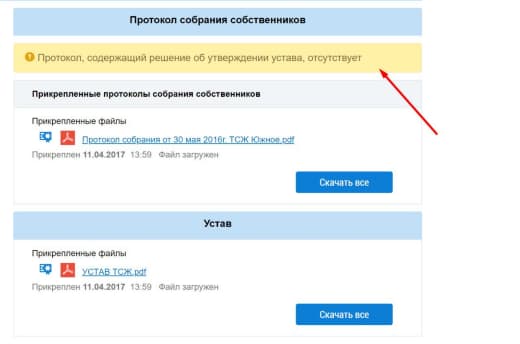 Протокол собрания собственников
Протокол, содержащий решение об утверждении устава, отсутствует
Прикрепленные протоколы собрания собственников
Прикрепленные файлы
Протокол собрания от 30 мая 2016г. ТСЖ Южное.pdf
Прикреплен 11.04.2017 13:59 Файл загружен
Скачать все
Устав
Прикрепленные файлы
УСТАВ ТСЖ.pdf
Прикреплен 11.04.2017 13:59 Файл загружен
Скачать все